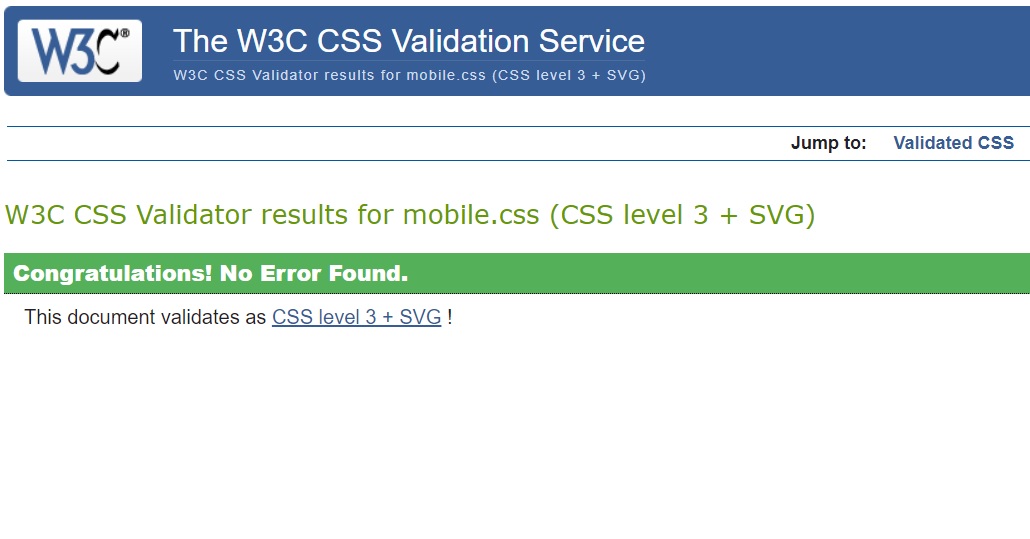 W3C®
The W3C CSS Validation Service
W3C CSS Validator results for mobile.css (CSS level 3 + SVG)
Jump to: Validated CSS
W3C CSS Validator results for mobile.css (CSS level 3 + SVG)
Congratulations! No Error Found.
This document validates as CSS level 3 + SVG !